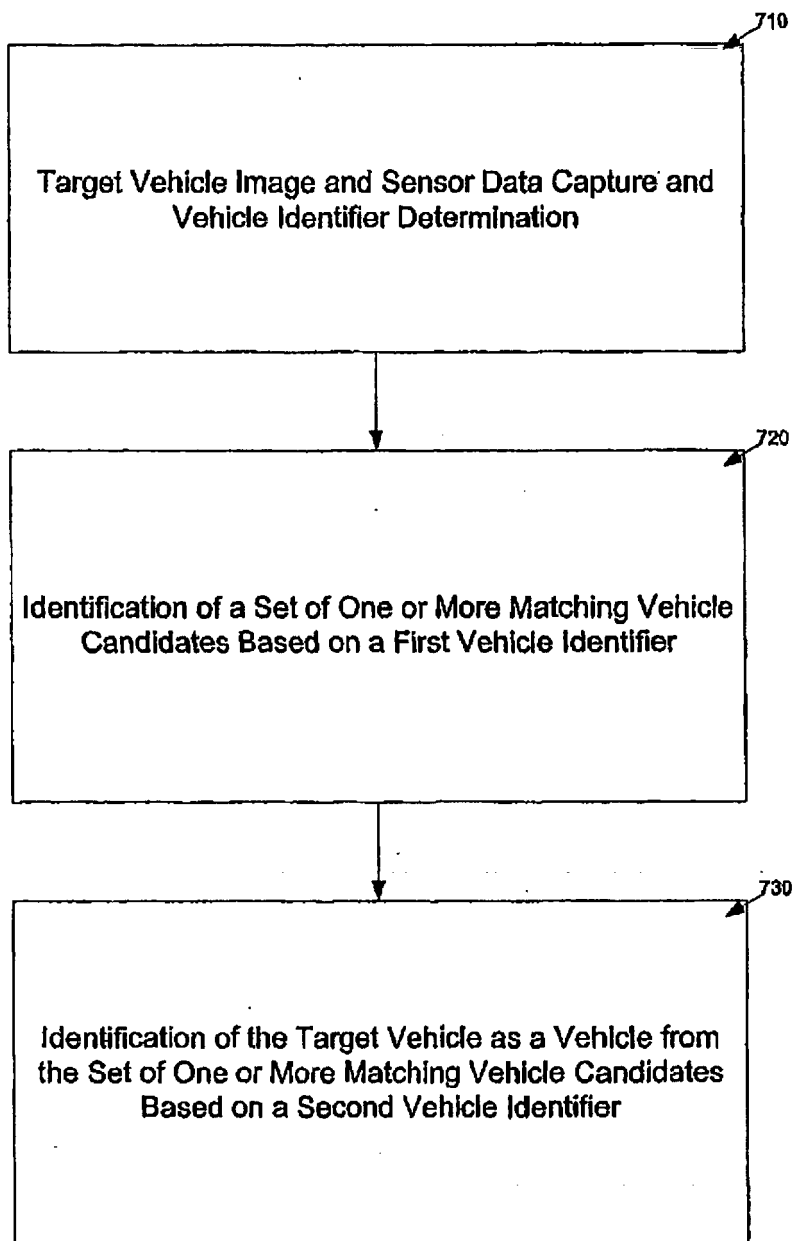 710
Target Vehicle Image and Sensor Data Capture and
Vehicle Identifier Determination
720
Identification of a Set of One or More Matching Vehicle
Candidates Based on a First Vehicle Identifier
730
Identification of the Target Vehicle as a Vehicle from
the Set of One or More Matching Vehicle Candidates
Based on a Second Vehicle Identifier